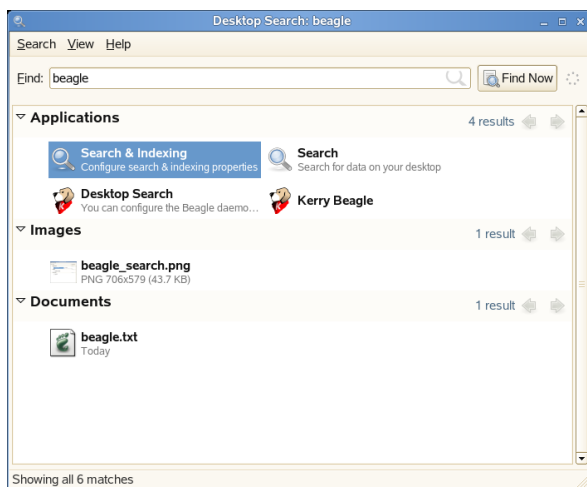 Desktop Search: beagle
Search View Help
Find: beagle Find Now
Applications 4 results
Search & Indexing
Configure search & indexing properties
Search
Search for data on your desktop
Desktop Search
You can configure the Beagle daemo...
Kerry Beagle
Images 1 result
beagle_search.png
PNG 706x579 (43.7 KB)
Documents 1 result
beagle.txt
Today
Showing all 6 matches